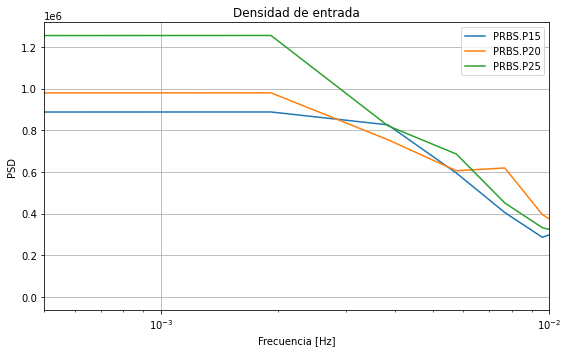 Densidad de entrada
1e6
PRBS.P15
PRBS.P20
PRBS.P25
1.2
1.0
0.8
0.6
0.4
0.2
0.0
PSD
10⁻³
10⁻²
Frecuencia [Hz]